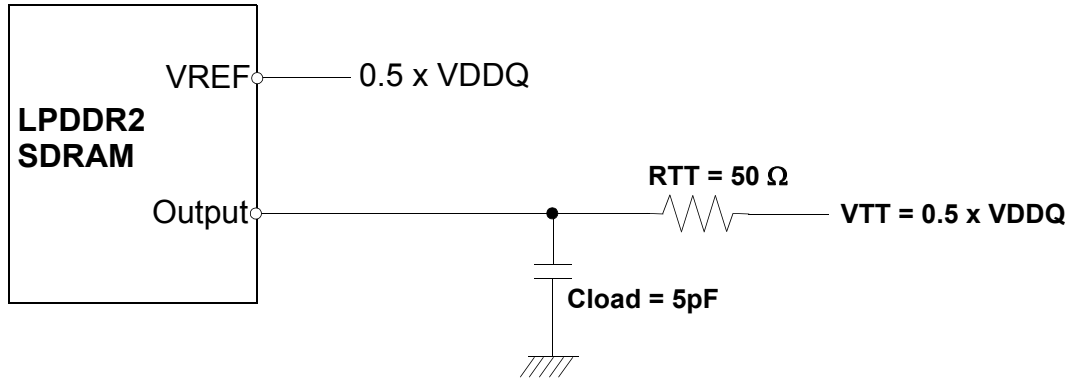 VREF
0.5 x VDDQ
LPDDR2
SDRAM
RTT = 50 Ω
Output
VTT = 0.5 x VDDQ
Cload = 5pF